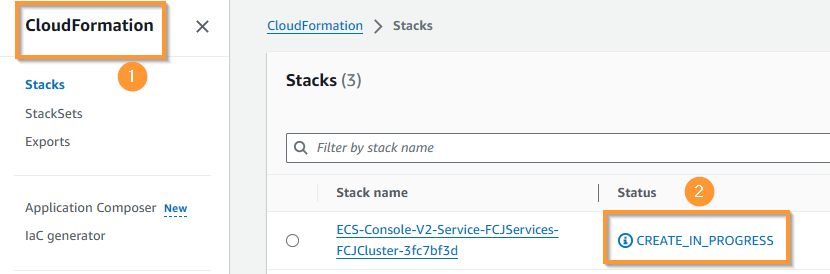 CloudFormation
1
Stacks
StackSets
Exports
Application Composer New
IaC generator
CloudFormation > Stacks
Stacks (3)
Filter by stack name
Stack name
Status
2
ECS-Console-V2-Service-FCJServices-
FCJCluster-3fc7bf3d
CREATE_IN_PROGRESS